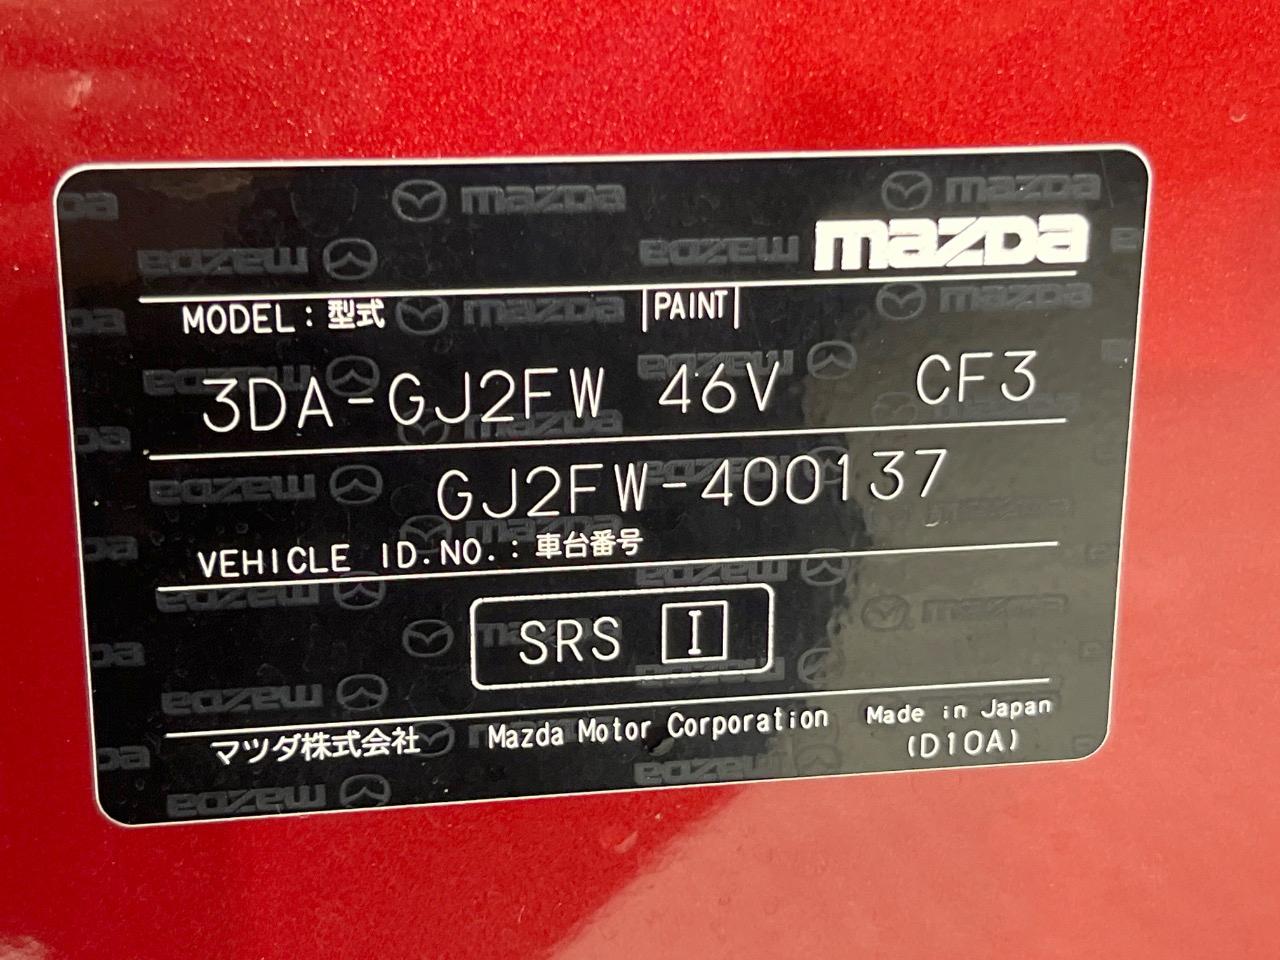 mazda
MODEL: 型式 PAINT
3DA-GJ2FW 46V CF3
GJ2FW-400137
VEHICLE ID.NO.: 車台番号
SRS I
マツダ株式会社 Mazda Motor Corporation Made in Japan
(D10A)